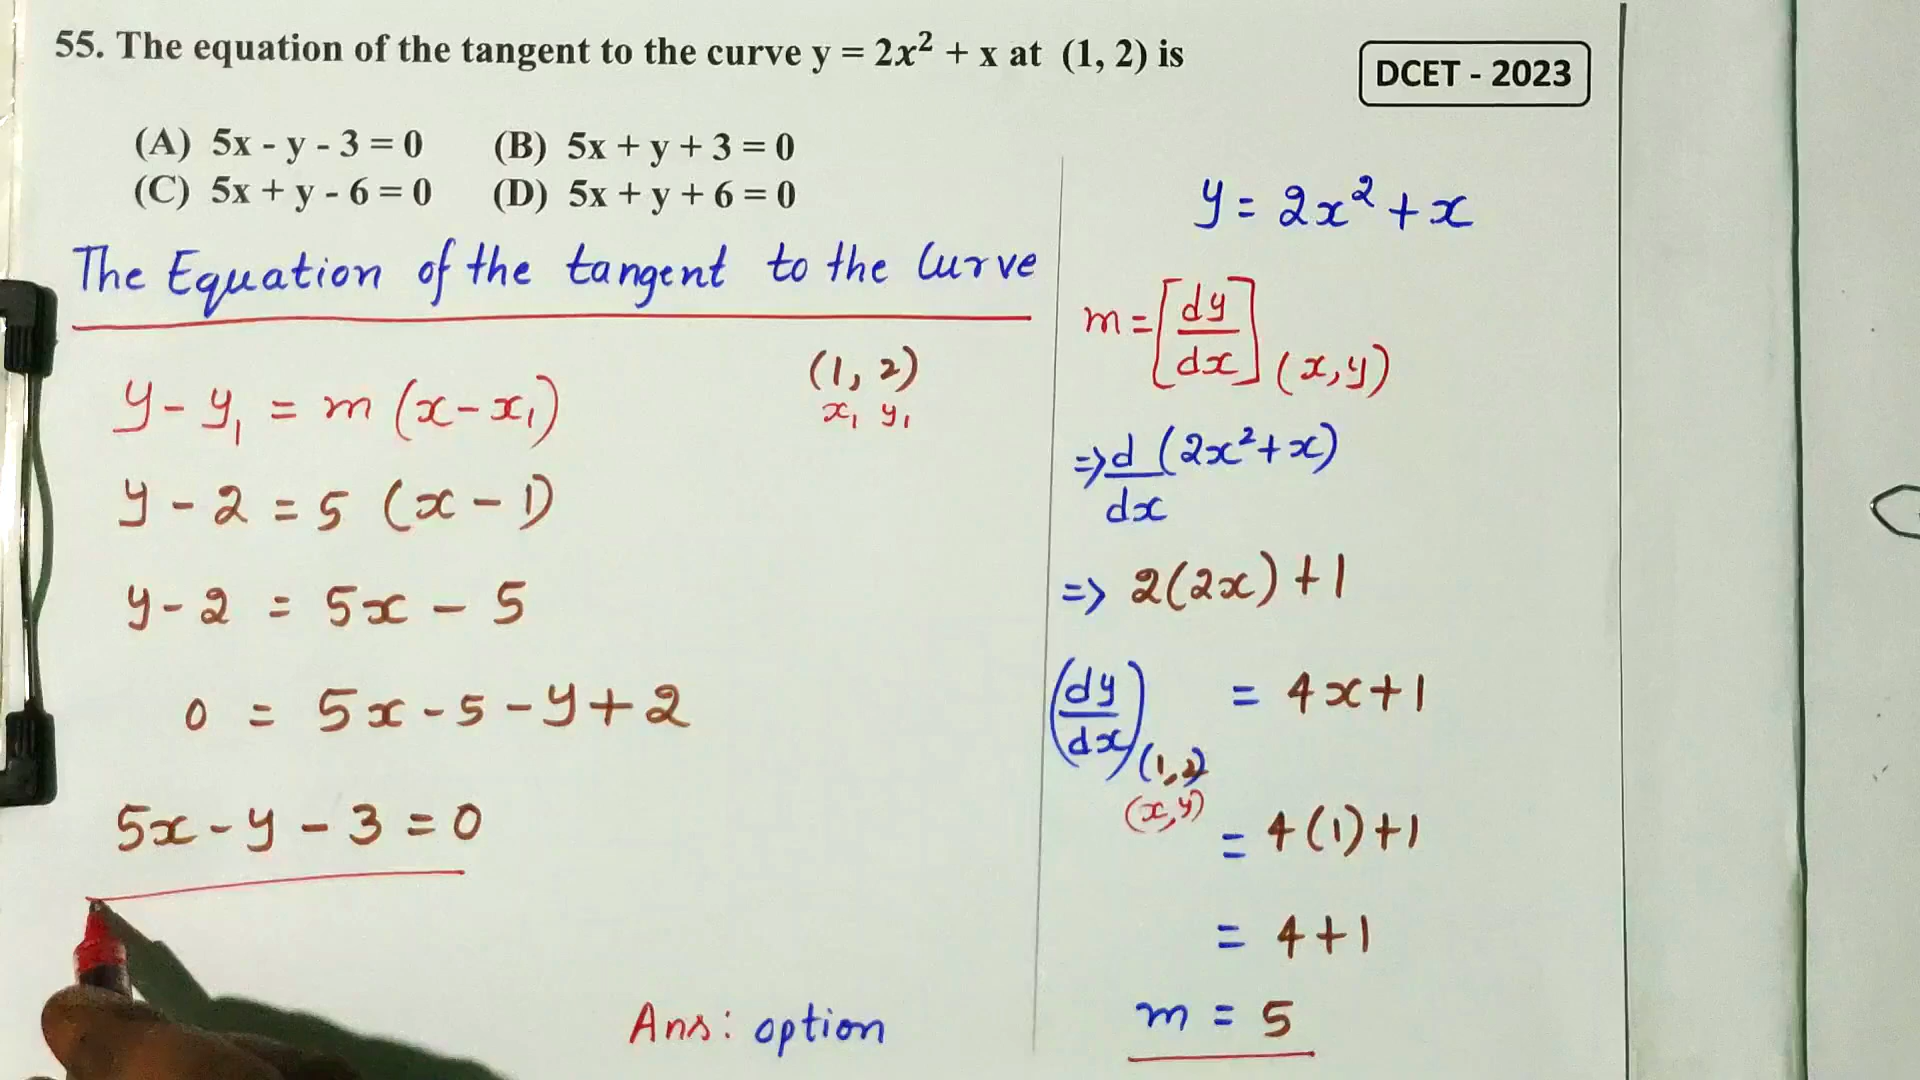 55. The equation of the tangent to the curve y = 2x² + x at (1, 2) is
DCET - 2023
(A) 5x - y - 3 = 0 (B) 5x + y + 3 = 0
(C) 5x + y - 6 = 0 (D) 5x + y + 6 = 0
The Equation of the tangent to the Curve
y - y₁ = m (x - x₁)
(1, 2)
x₁ y₁
y - 2 = 5 (x - 1)
y - 2 = 5x - 5
0 = 5x - 5 - y + 2
5x - y - 3 = 0
Ans: option
y = 2x² + x
m = [dy/dx] (x, y)
=> d/dx (2x² + x)
=> 2(2x) + 1
(dy/dx) (1, 2) = 4x + 1
(x, y)
= 4(1) + 1
= 4 + 1
m = 5